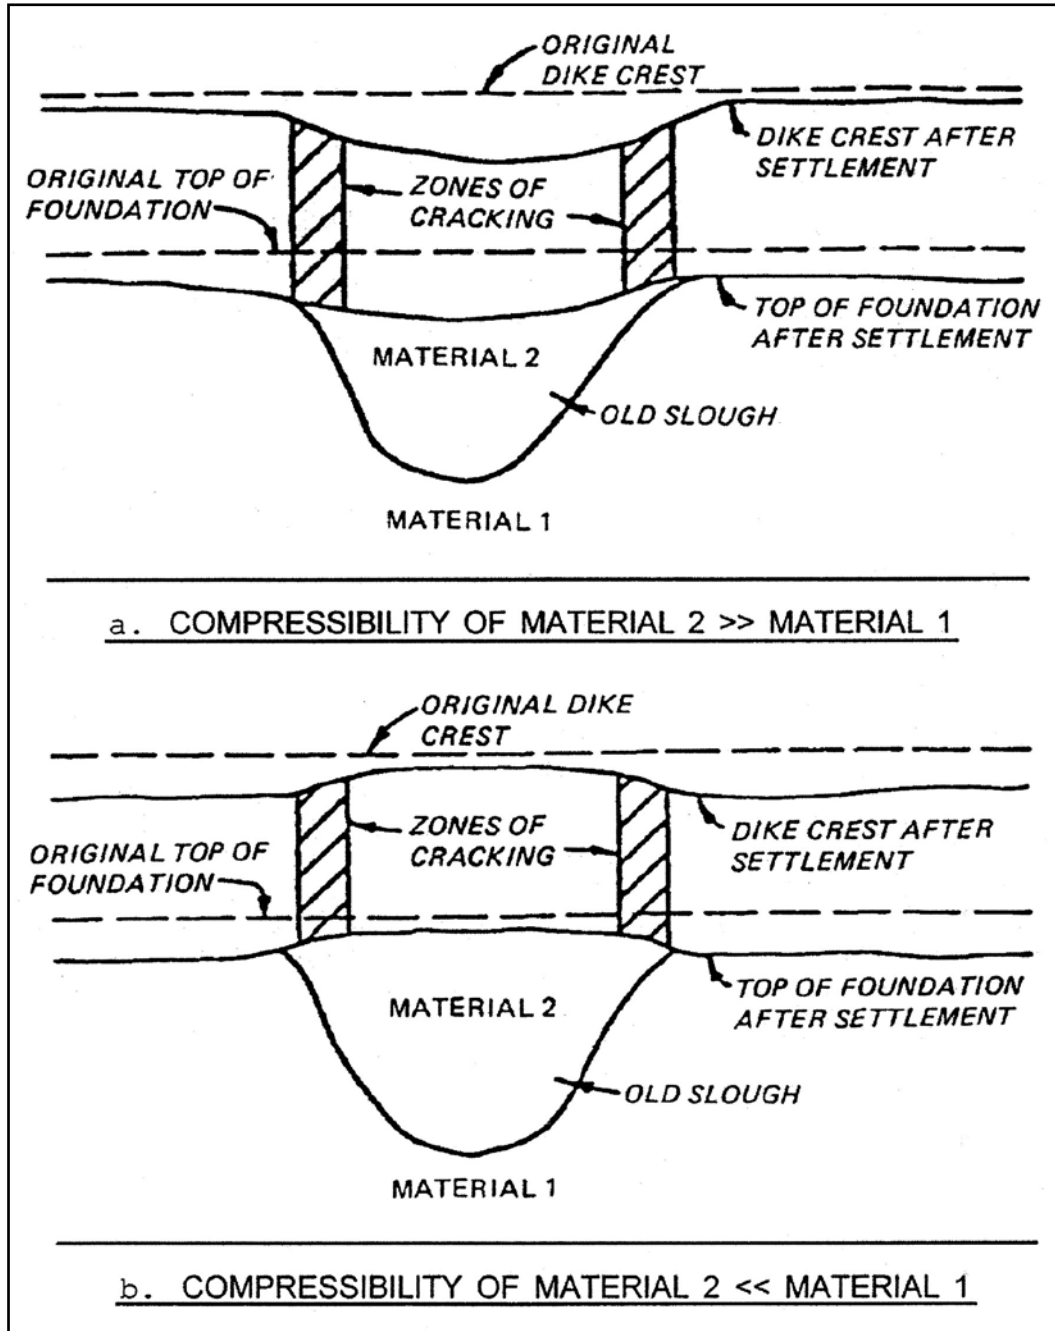 ORIGINAL
DIKE CREST
DIKE CREST AFTER
SETTLEMENT
ORIGINAL TOP OF
FOUNDATION
ZONES OF
CRACKING
TOP OF FOUNDATION
AFTER SETTLEMENT
MATERIAL 2
OLD SLOUGH
MATERIAL 1
a. COMPRESSIBILITY OF MATERIAL 2 >> MATERIAL 1
ORIGINAL DIKE
CREST
ZONES OF
CRACKING
DIKE CREST AFTER
SETTLEMENT
ORIGINAL TOP OF
FOUNDATION
MATERIAL 2
TOP OF FOUNDATION
AFTER SETTLEMENT
OLD SLOUGH
MATERIAL 1
b. COMPRESSIBILITY OF MATERIAL 2 << MATERIAL 1